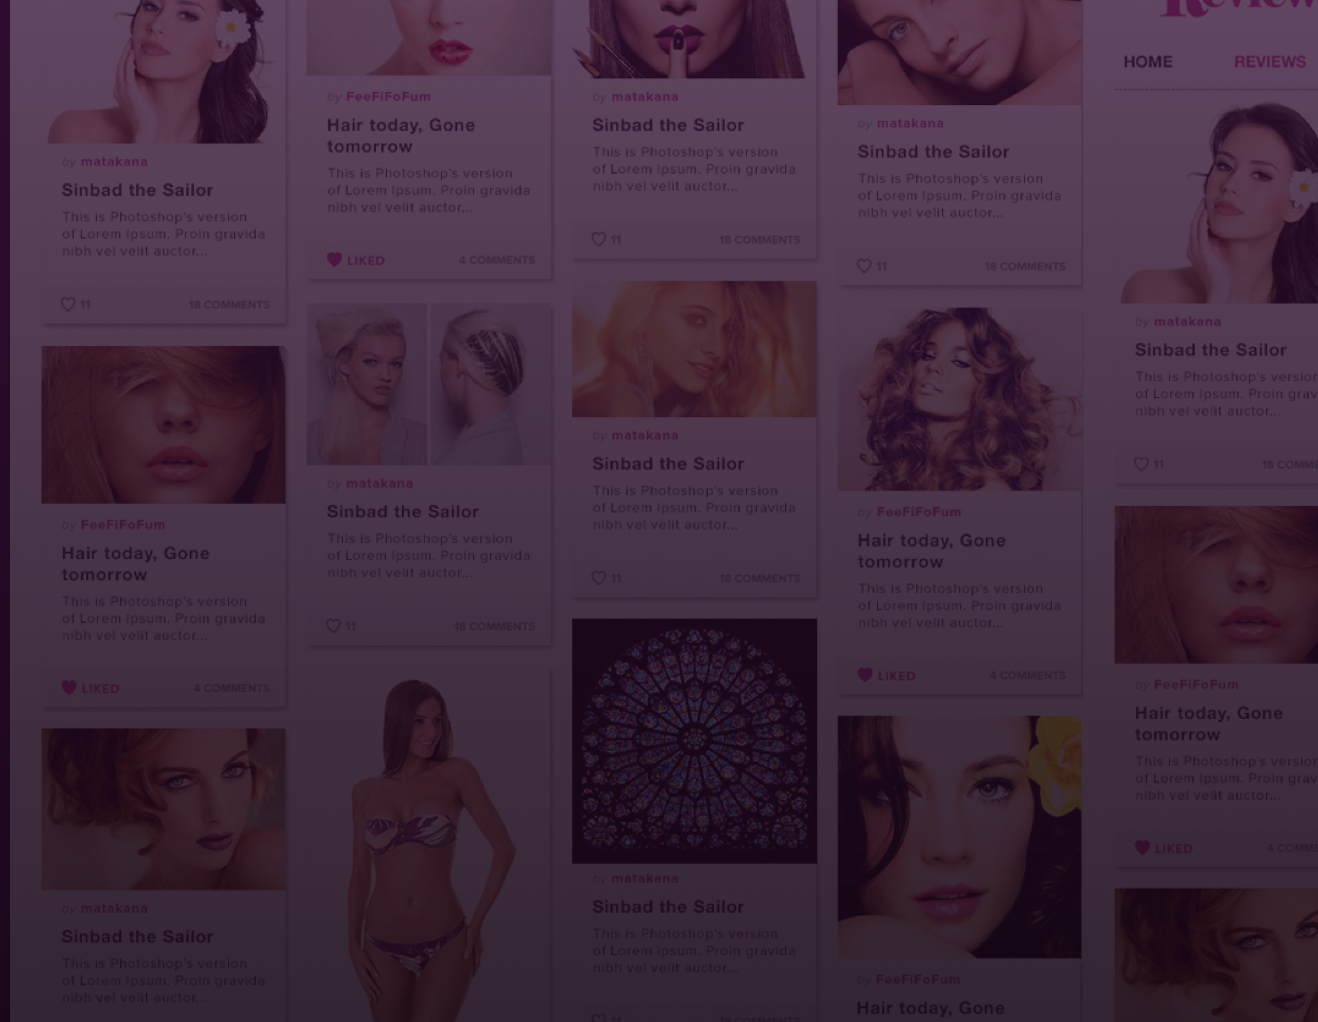 by matakana
Sinbad the Sailor
This is Photoshop's version
of Lorem Ipsum. Proin gravida
nibh vel velit auctor...
11 18 COMMENTS
by FeeFiFoFum
Hair today, Gone
tomorrow
This is Photoshop's version
of Lorem Ipsum. Proin gravida
nibh vel velit auctor...
LIKED 4 COMMENTS
by matakana
Sinbad the Sailor
This is Photoshop's version
of Lorem Ipsum. Proin gravida
nibh vel velit auctor...
by FeeFiFoFum
Hair today, Gone
tomorrow
This is Photoshop's version
of Lorem Ipsum. Proin gravida
nibh vel velit auctor...
LIKED 4 COMMENTS
by matakana
Sinbad the Sailor
This is Photoshop's version
of Lorem Ipsum. Proin gravida
nibh vel velit auctor...
11 18 COMMENTS
by matakana
Sinbad the Sailor
This is Photoshop's version
of Lorem Ipsum. Proin gravida
nibh vel velit auctor...
11 18 COMMENTS
by matakana
Sinbad the Sailor
This is Photoshop's version
of Lorem Ipsum. Proin gravida
nibh vel velit auctor...
11 18 COMMENTS
by matakana
Sinbad the Sailor
This is Photoshop's version
of Lorem Ipsum. Proin gravida
nibh vel velit auctor...
11 18 COMMENTS
by matakana
Sinbad the Sailor
This is Photoshop's version
of Lorem Ipsum. Proin gravida
nibh vel velit auctor...
11 18 COMMENTS
by FeeFiFoFum
Hair today, Gone
tomorrow
This is Photoshop's version
of Lorem Ipsum. Proin gravida
nibh vel velit auctor...
LIKED 4 COMMENTS
by FeeFiFoFum
Hair today, Gone
Review
HOME REVIEWS
by matakana
Sinbad the Sailor
This is Photoshop's version
of Lorem Ipsum. Proin grav
nibh vel velit auctor...
11 18 COMME
by FeeFiFoFum
Hair today, Gone
tomorrow
This is Photoshop's version
of Lorem Ipsum. Proin grav
nibh vel velit auctor...
LIKED 4 COMM